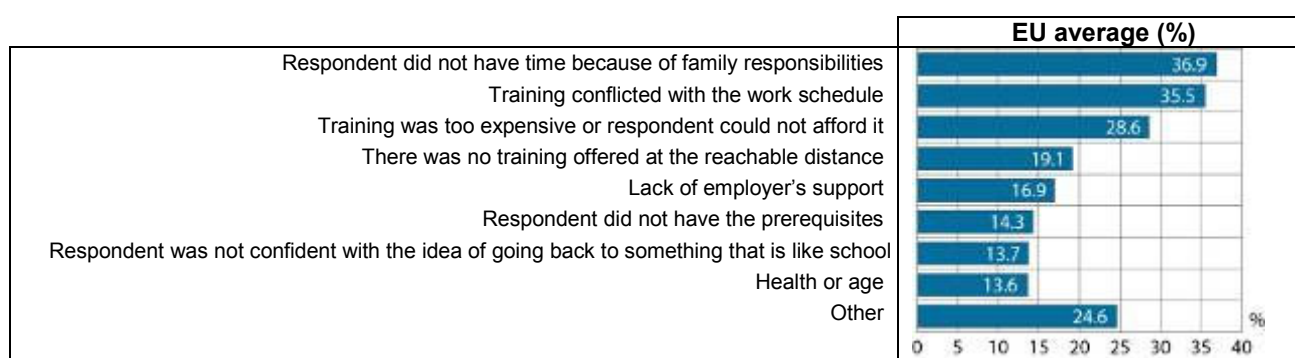 EU average (%)
Respondent did not have time because of family responsibilities 36.9
Training conflicted with the work schedule 35.5
Training was too expensive or respondent could not afford it 28.6
There was no training offered at the reachable distance 19.1
Lack of employer's support 16.9
Respondent did not have the prerequisites 14.3
Respondent was not confident with the idea of going back to something that is like school 13.7
Health or age 13.6
Other 24.6 %
0 5 10 15 20 25 30 35 40